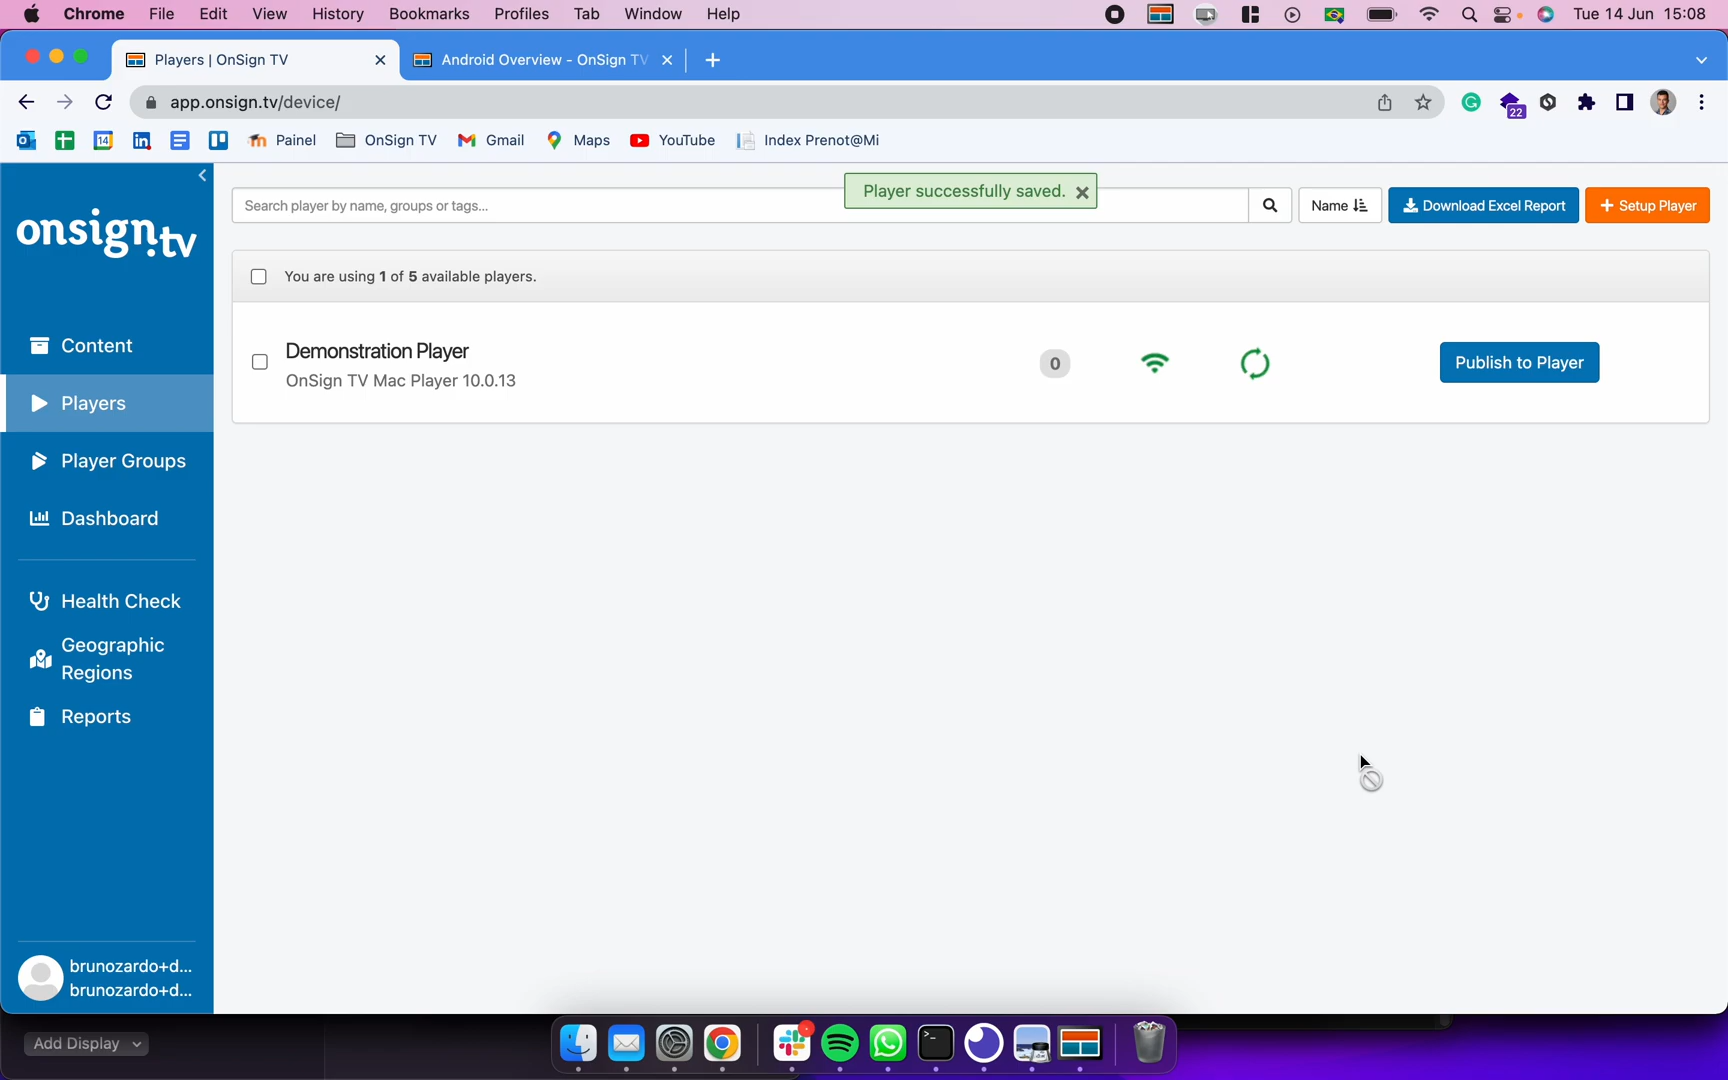 Chrome File Edit View History Bookmarks Profiles Tab Window Help Tue 14 Jun 15:08
Players | OnSign TV
Android Overview - OnSign TV
app.onsign.tv/device/
22
14 Painel OnSign TV Gmail Maps YouTube Index Prenot@Mi
onsign.tv
Player successfully saved.
Search player by name, groups or tags...
Name
Download Excel Report
Setup Player
You are using 1 of 5 available players.
Demonstration Player
OnSign TV Mac Player 10.0.13
0
Publish to Player
Content
Players
Player Groups
Dashboard
Health Check
Geographic
Regions
Reports
brunozardo+d...
brunozardo+d...
Add Display